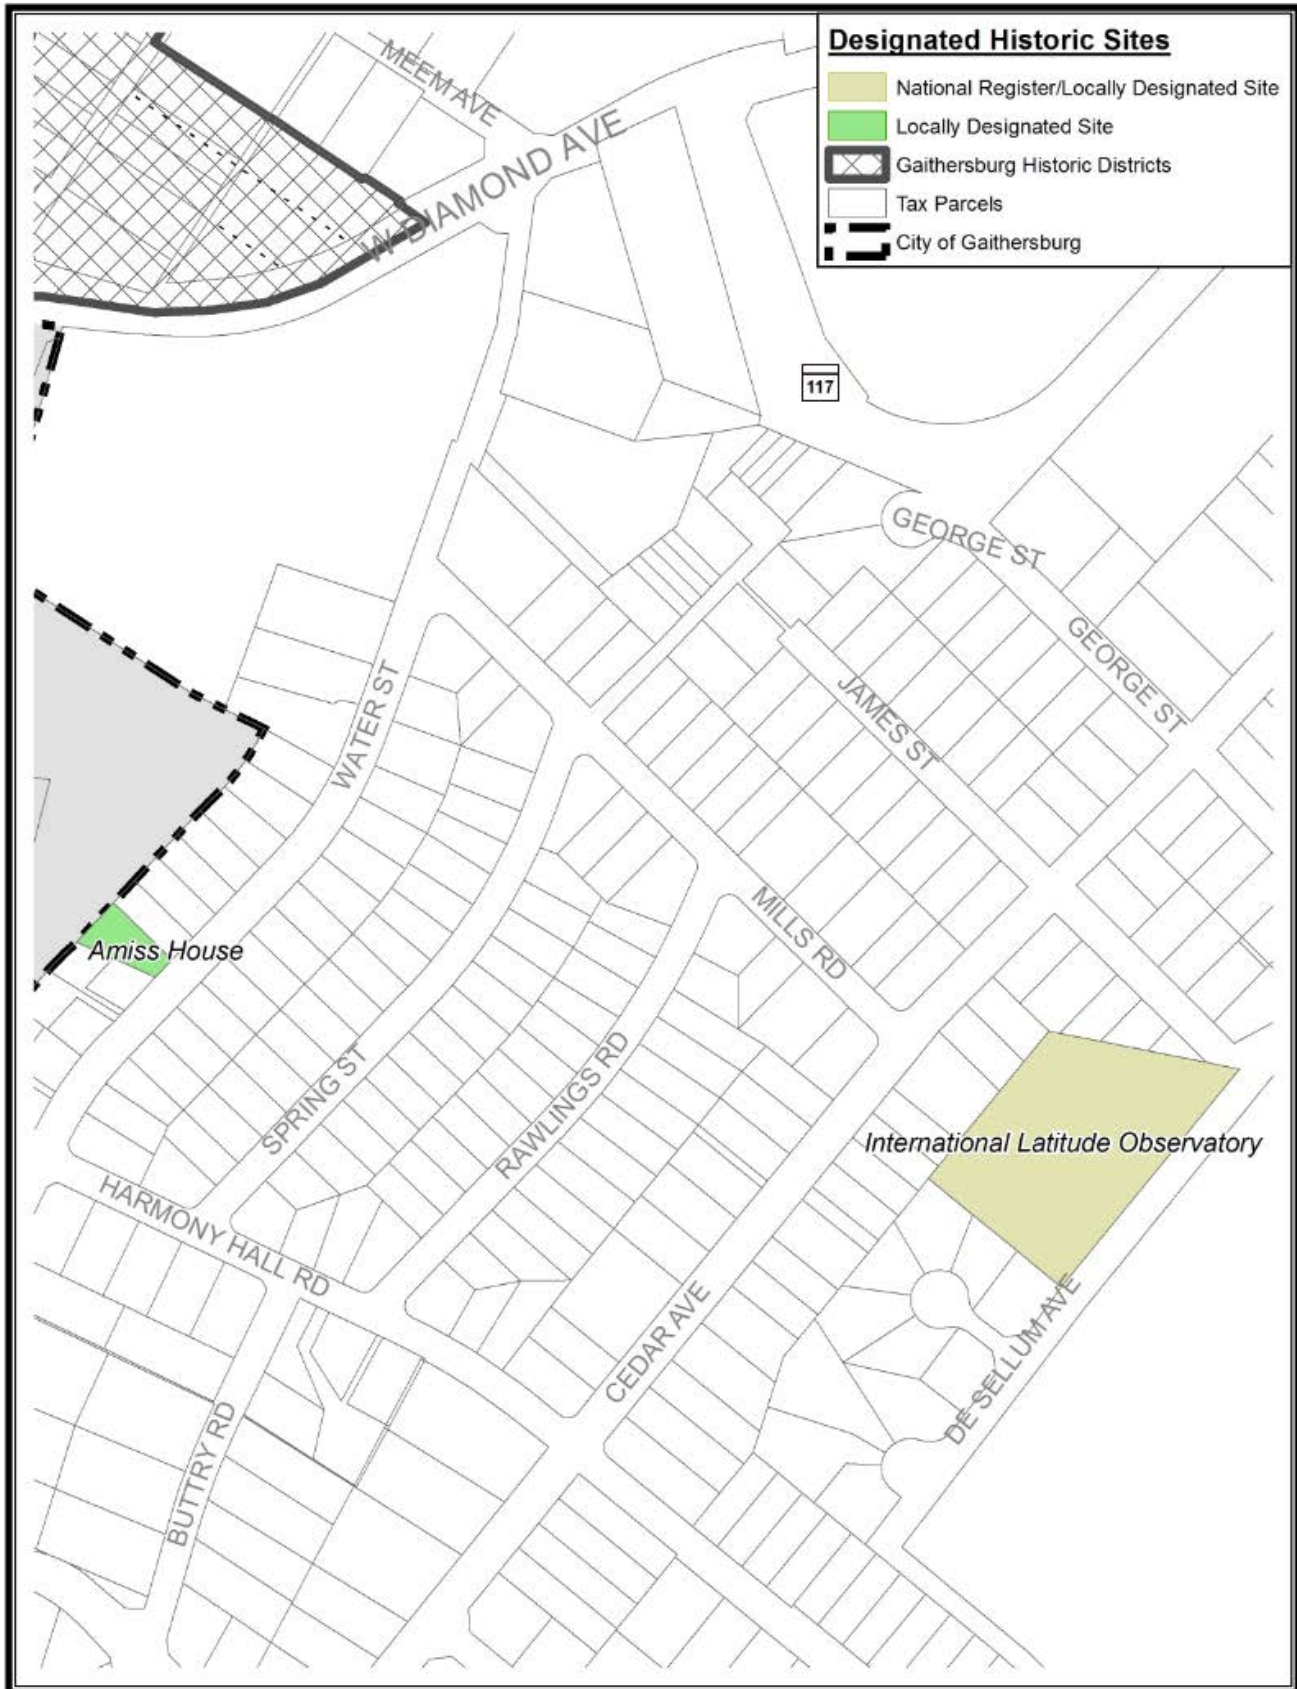 Designated Historic Sites
National Register/Locally Designated Site
Locally Designated Site
Gaithersburg Historic Districts
Tax Parcels
City of Gaithersburg
MEEM AVE
W DIAMOND AVE
117
GEORGE ST
GEORGE ST
JAMES ST
WATER ST
MILLS RD
Amiss House
SPRING ST
RAWLINGS RD
International Latitude Observatory
HARMONY HALL RD
CEDAR AVE
DE SELLUM AVE
BUTTRY RD